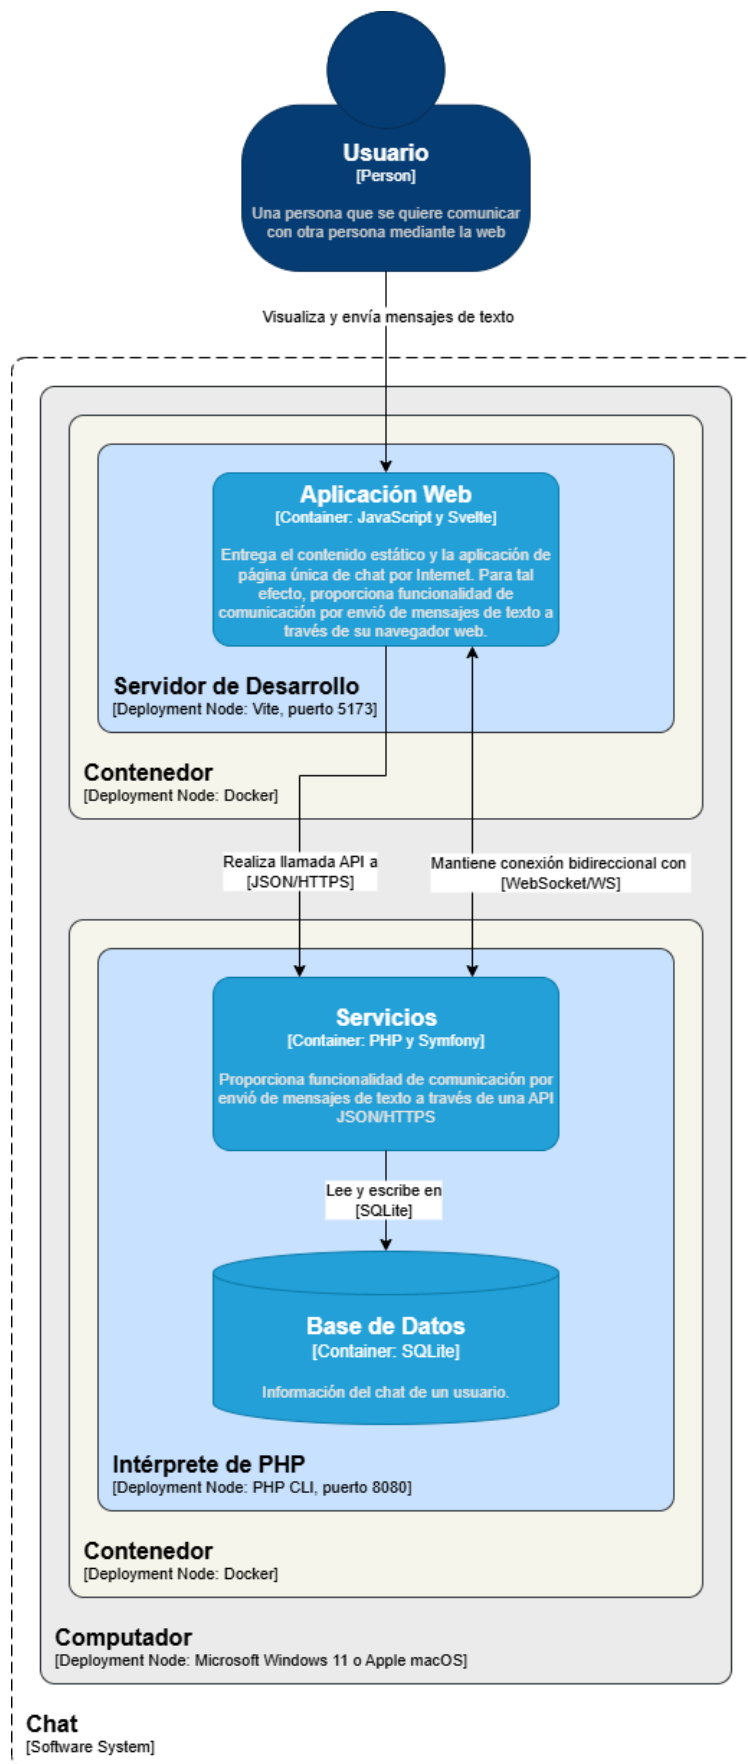 Usuario
[Person]
Una persona que se quiere comunicar
con otra persona mediante la web
Visualiza y envía mensajes de texto
Aplicación Web
[Container: JavaScript y Svelte]
Entrega el contenido estático y la aplicación de
página única de chat por Internet. Para tal
efecto, proporciona funcionalidad de
comunicación por envió de mensajes de texto a
través de su navegador web.
Servidor de Desarrollo
[Deployment Node: Vite, puerto 5173]
Contenedor
[Deployment Node: Docker]
Realiza llamada API a
[JSON/HTTPS]
Mantiene conexión bidireccional con
[WebSocket/WS]
Servicios
[Container: PHP y Symfony]
Proporciona funcionalidad de comunicación por
envió de mensajes de texto a través de una API
JSON/HTTPS
Lee y escribe en
[SQLite]
Base de Datos
[Container: SQLite]
Información del chat de un usuario.
Intérprete de PHP
[Deployment Node: PHP CLI, puerto 8080]
Contenedor
[Deployment Node: Docker]
Computador
[Deployment Node: Microsoft Windows 11 o Apple macOS]
Chat
[Software System]